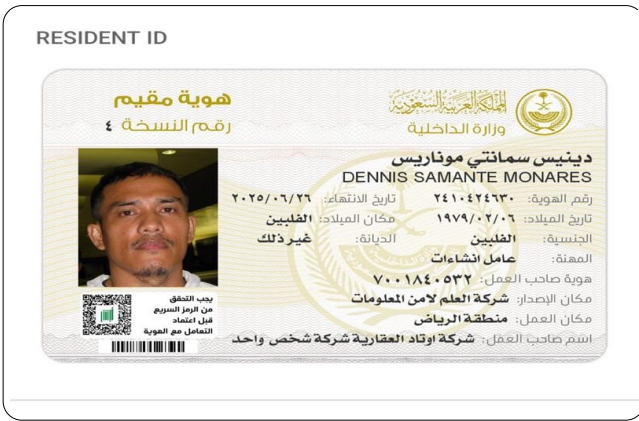 RESIDENT ID
المملكة العربية السعودية
وزارة الداخلية
هوية مقيم
رقم النسخة ٤
دينيس سمانتي موناريس
DENNIS SAMANTE MONARES
رقم الهوية: ٢٤١٠٤٢٤٦٣٠ تاريخ الانتهاء: ٢٠٢٥/٠٦/٢٦
تاريخ الميلاد: ١٩٧٩/٠٢/٠٦ مكان الميلاد: الفلبين
الجنسية: الفلبين الديانة: غير ذلك
المهنة: عامل انشاءات
هوية صاحب العمل: ٧٠٠١٨٤٠٥٣٢
مكان الإصدار: شركة العلم لامن المعلومات
مكان العمل: منطقة الرياض
اسم صاحب العمل: شركة اوتاد العقارية شركة شخص واحد
يجب التحقق
من الرمز السريع
قبل اعتماد
التعامل مع الهوية